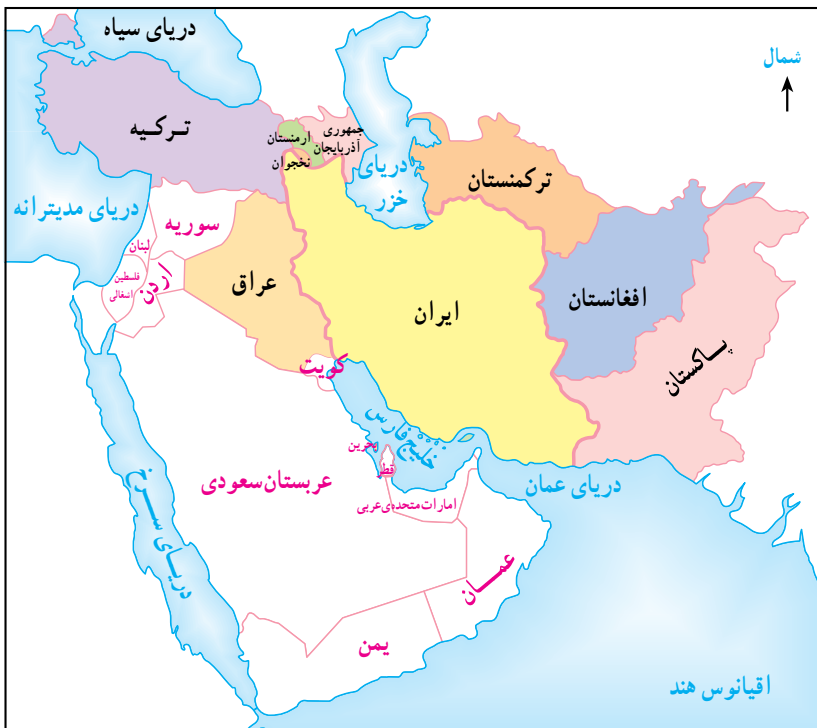 دریای سیاه
شمال
ترکیه
ارمنستان
نخجوان
جمهوری
آذربایجان
دریای
خزر
ترکمنستان
دریای مدیترانه
سوریه
لبنان
فلسطین
اشغالی
اردن
عراق
ایران
افغانستان
پاکستان
کویت
خلیج فارس
بحرین
قطر
عربستان سعودی
امارات متحده‌ی عربی
دریای عمان
دریای سرخ
عمان
یمن
اقیانوس هند